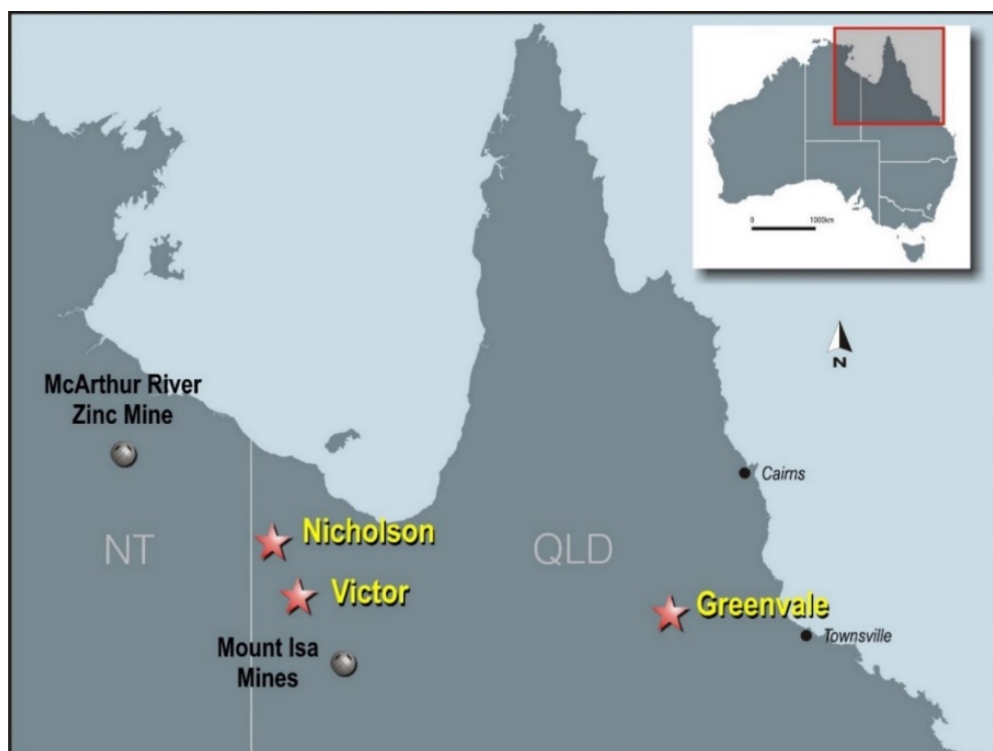 0
1000km
N
McArthur River
Zinc Mine
Cairns
NT
Nicholson
QLD
Victor
Greenvale
Mount Isa
Mines
Townsville